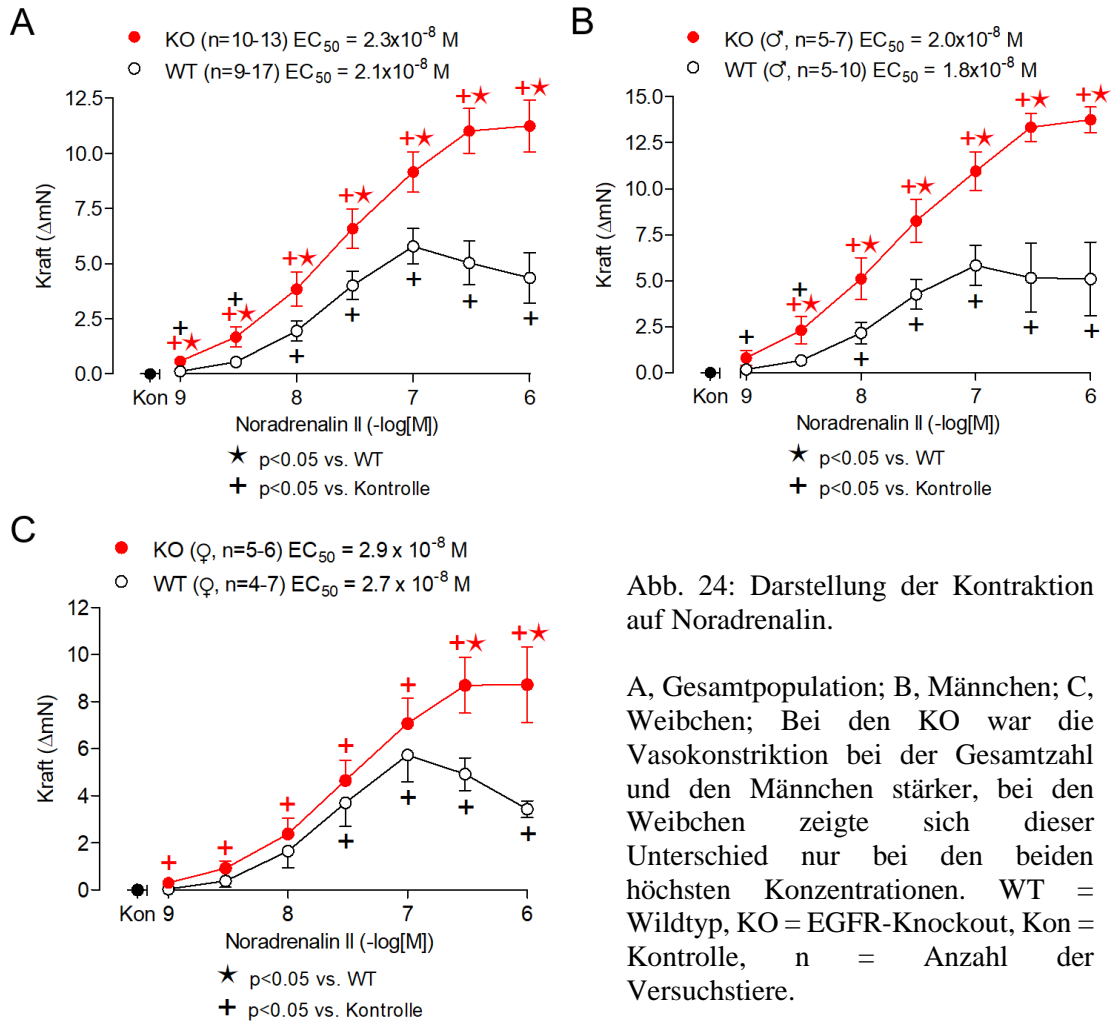 A
KO (n=10-13) EC50 = 2.3x10-8 M
WT (n=9-17) EC50 = 2.1x10-8 M
12.5
10.0
7.5
5.0
2.5
0.0
Kraft (ΔmN)
+★ +★ +★ +★ +★ +★ +★
+ + + + + + +
Kon 9 8 7 6
Noradrenalin II (-log[M])
★ p<0.05 vs. WT
+ p<0.05 vs. Kontrolle
B
KO (♂, n=5-7) EC50 = 2.0x10-8 M
WT (♂, n=5-10) EC50 = 1.8x10-8 M
15.0
12.5
10.0
7.5
5.0
2.5
0.0
Kraft (ΔmN)
+★ +★ +★ +★ +★ +★
+ + + + + + +
Kon 9 8 7 6
Noradrenalin II (-log[M])
★ p<0.05 vs. WT
+ p<0.05 vs. Kontrolle
C
KO (♀, n=5-6) EC50 = 2.9 x 10-8 M
WT (♀, n=4-7) EC50 = 2.7 x 10-8 M
12
10
8
6
4
2
0
Kraft (ΔmN)
+ + + + + +★ +★
+ + + +
Kon 9 8 7 6
Noradrenalin II (-log[M])
★ p<0.05 vs. WT
+ p<0.05 vs. Kontrolle
Abb. 24: Darstellung der Kontraktion
auf Noradrenalin.
A, Gesamtpopulation; B, Männchen; C,
Weibchen; Bei den KO war die
Vasokonstriktion bei der Gesamtzahl
und den Männchen stärker, bei den
Weibchen zeigte sich dieser
Unterschied nur bei den beiden
höchsten Konzentrationen. WT =
Wildtyp, KO = EGFR-Knockout, Kon =
Kontrolle, n = Anzahl der
Versuchstiere.